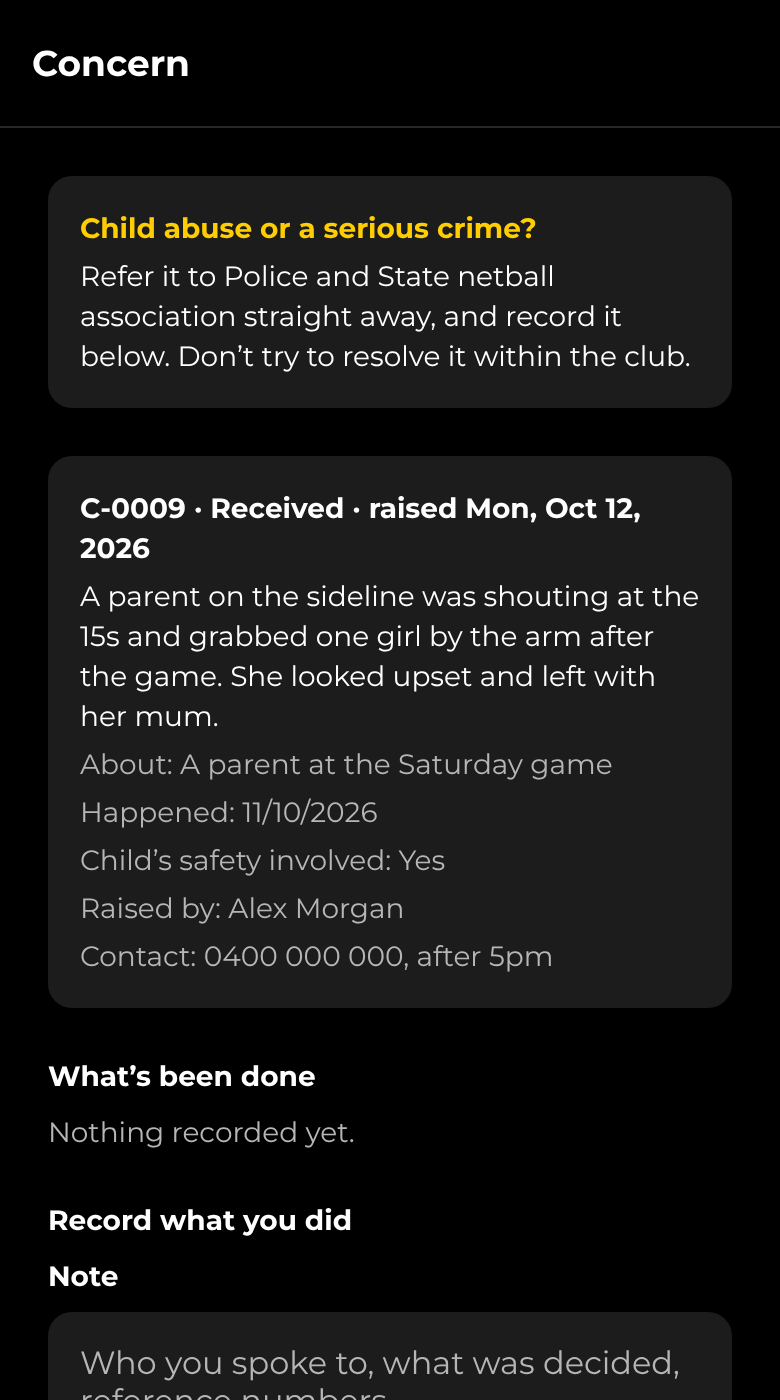 Concern
Child abuse or a serious crime?
Refer it to Police and State netball
association straight away, and record it
below. Don’t try to resolve it within the club.
C-0009 · Received · raised Mon, Oct 12,
2026
A parent on the sideline was shouting at the
15s and grabbed one girl by the arm after
the game. She looked upset and left with
her mum.
About: A parent at the Saturday game
Happened: 11/10/2026
Child’s safety involved: Yes
Raised by: Alex Morgan
Contact: 0400 000 000, after 5pm
What’s been done
Nothing recorded yet.
Record what you did
Note
Who you spoke to, what was decided,
reference numbers